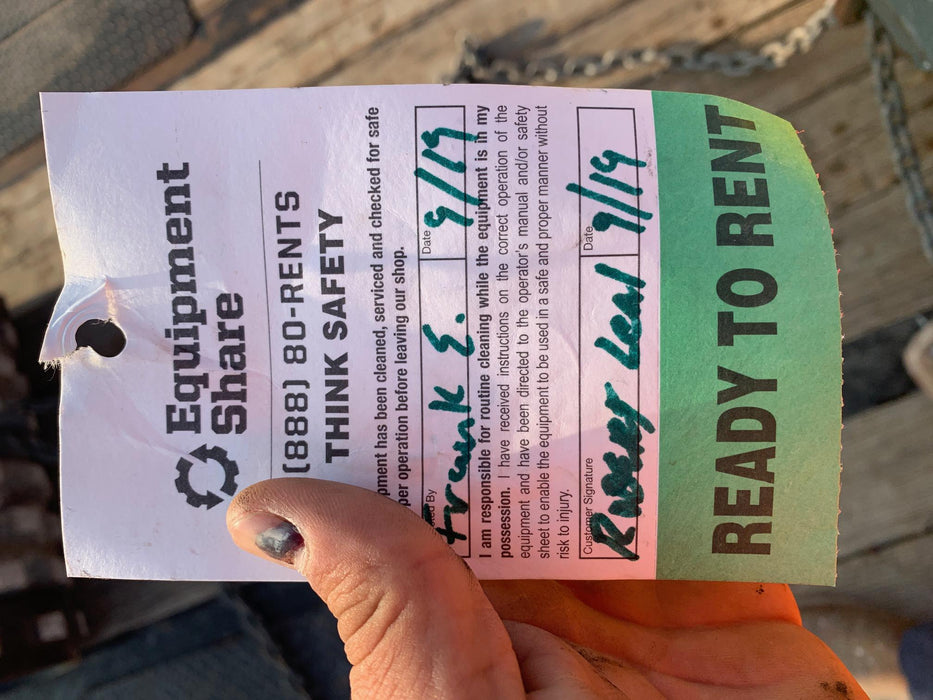 Equipment
Share
(888) 80-RENTS
THINK SAFETY
pment has been cleaned, serviced and checked for safe
per operation before leaving our shop.
By
Frank E.
Date
9/19
I am responsible for routine cleaning while the equipment is in my
possession. I have received instructions on the correct operation of the
equipment and have been directed to the operator's manual and/or safety
sheet to enable the equipment to be used in a safe and proper manner without
risk to injury.
Customer Signature
Leal
Date
9/19
READY TO RENT